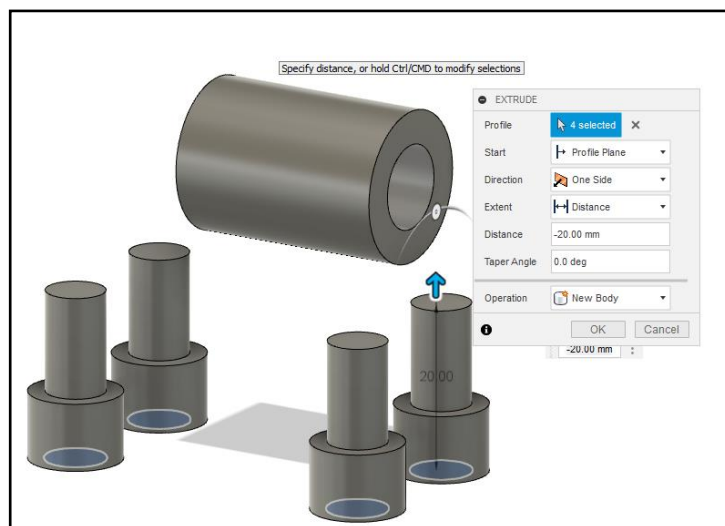 Specify distance, or hold Ctrl/CMD to modify selections
EXTRUDE
Profile 4 selected
Start Profile Plane
Direction One Side
Extent Distance
Distance -20.00 mm
Taper Angle 0.0 deg
Operation New Body
OK Cancel
-20.00 mm
20.00